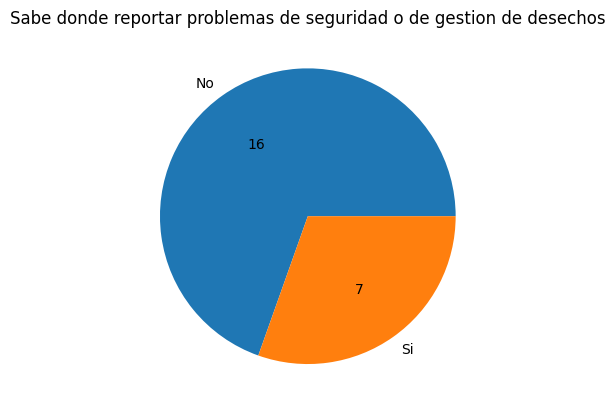 Sabe donde reportar problemas de seguridad o de gestion de desechos
No
16
7
Si